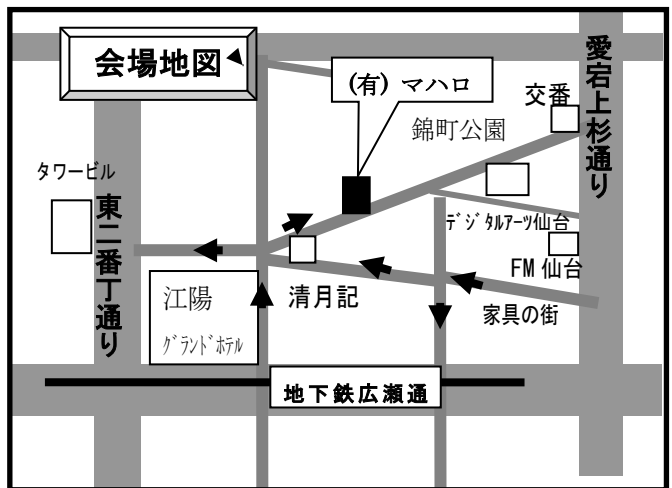 会場地図
(有) マハロ
愛宕上杉通り
交番
錦町公園
タワービル
東二番丁通り
デジタルアーツ仙台
FM 仙台
江陽
グランドホテル
清月記
家具の街
地下鉄広瀬通